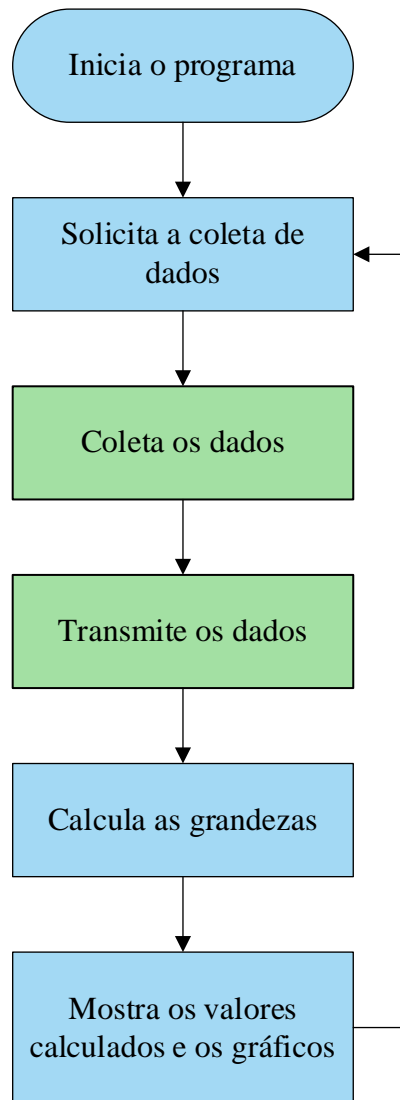 Inicia o programa
Solicita a coleta de
dados
Coleta os dados
Transmite os dados
Calcula as grandezas
Mostra os valores
calculados e os gráficos